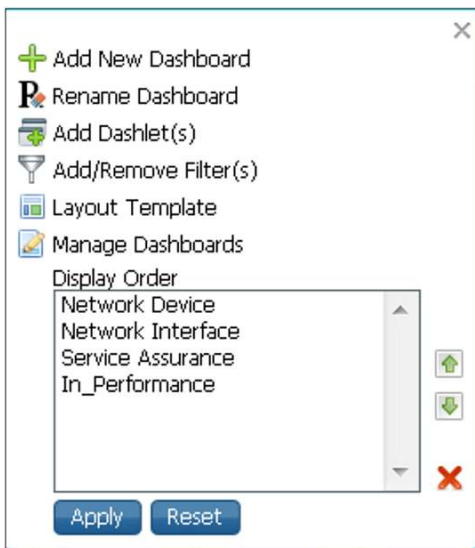 Add New Dashboard
Rename Dashboard
Add Dashlet(s)
Add/Remove Filter(s)
Layout Template
Manage Dashboards
Display Order
Network Device
Network Interface
Service Assurance
In_Performance
Apply Reset